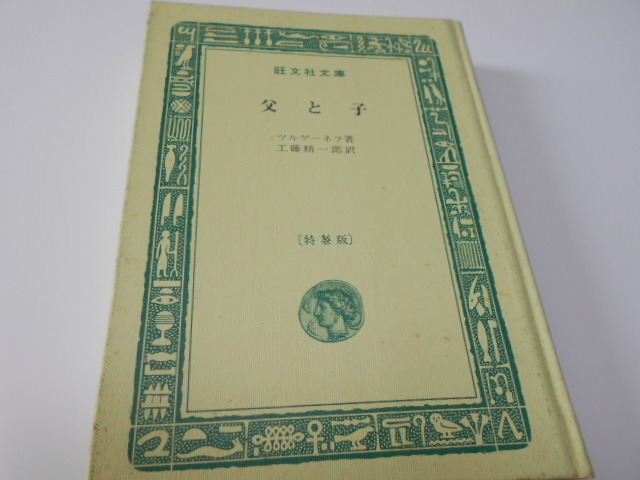 旺文社文庫
父と子
ツルゲーネフ著
工藤精一郎訳
〔特製版〕